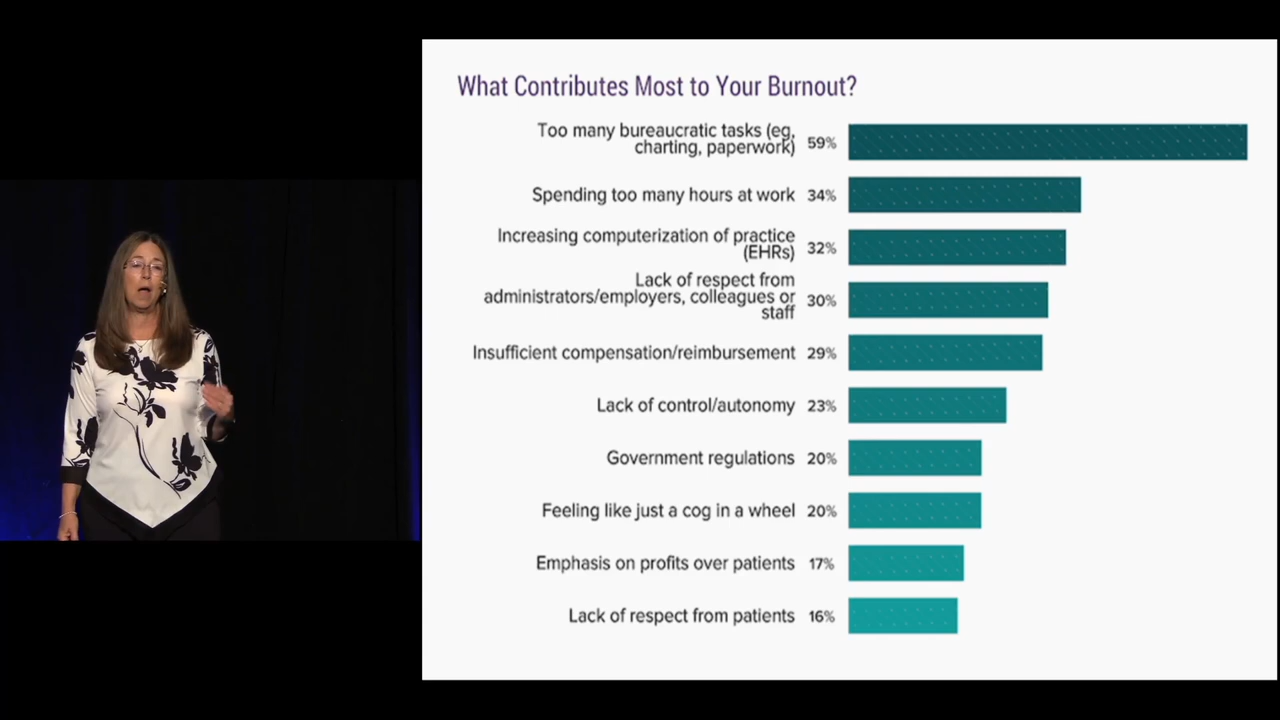 What Contributes Most to Your Burnout?
Too many bureaucratic tasks (eg,
charting, paperwork) 59%
Spending too many hours at work 34%
Increasing computerization of practice
(EHRs) 32%
Lack of respect from
administrators/employers, colleagues or
staff 30%
Insufficient compensation/reimbursement 29%
Lack of control/autonomy 23%
Government regulations 20%
Feeling like just a cog in a wheel 20%
Emphasis on profits over patients 17%
Lack of respect from patients 16%